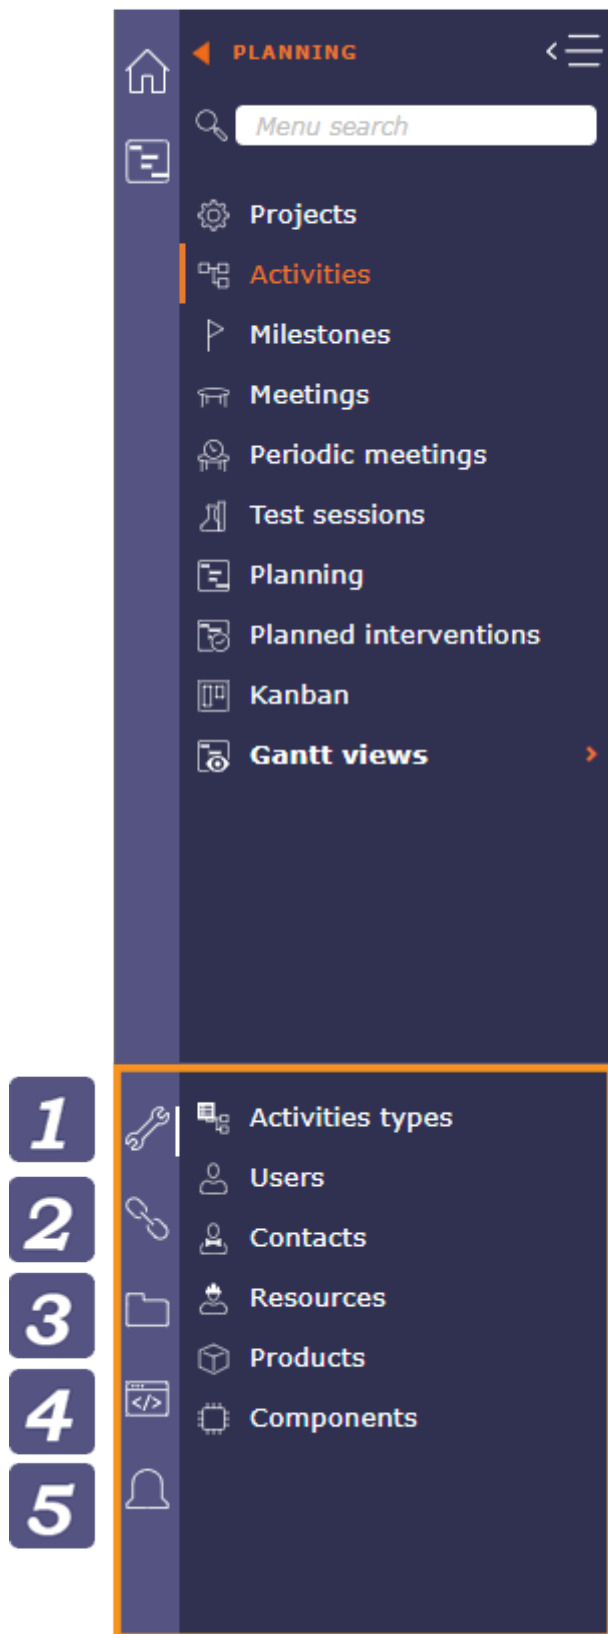 PLANNING
Menu search
Projects
Activities
Milestones
Meetings
Periodic meetings
Test sessions
Planning
Planned interventions
Kanban
Gantt views
1
Activities types
Users
2
Contacts
3
Resources
Products
4
</>
Components
5